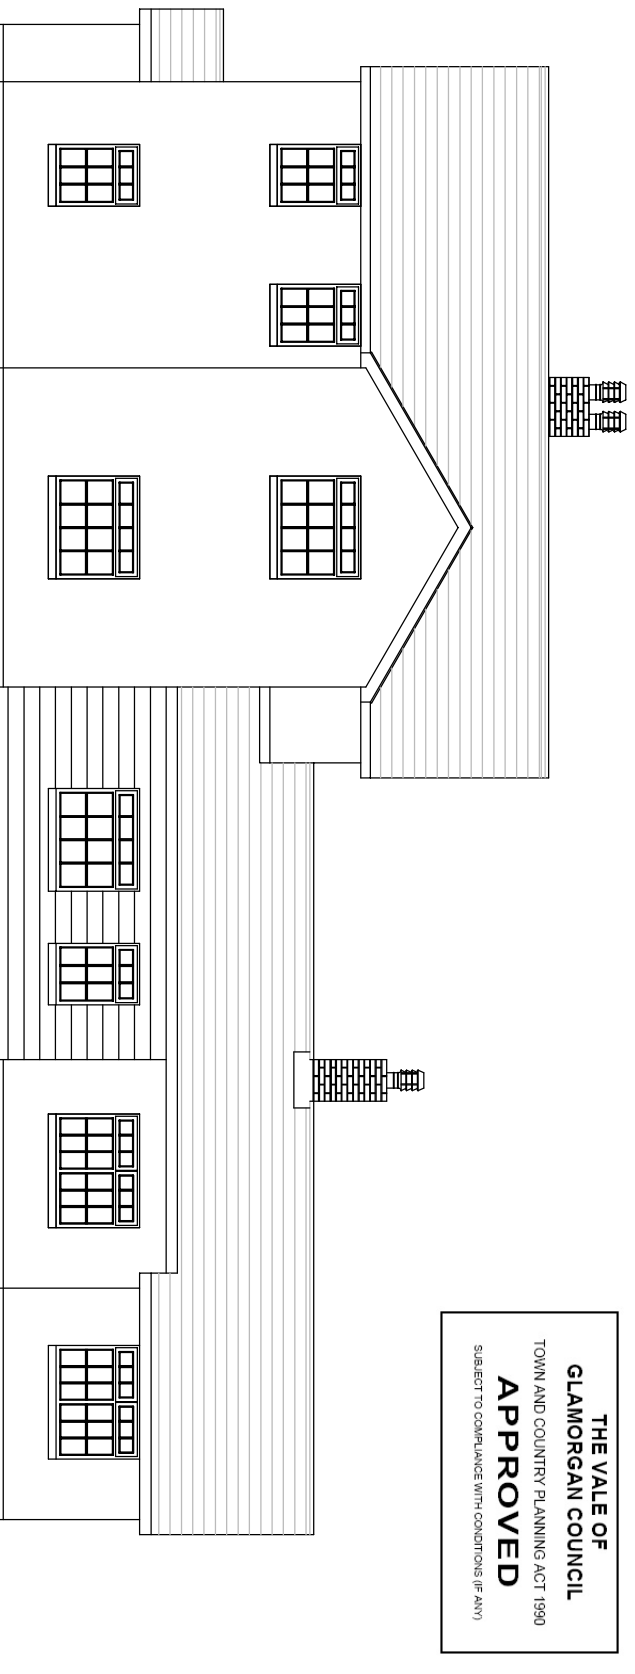 THE VALE OF
GLAMORGAN COUNCIL
TOWN AND COUNTRY PLANNING ACT 1990
APPROVED
SUBJECT TO COMPLIANCE WITH CONDITIONS (IF ANY)